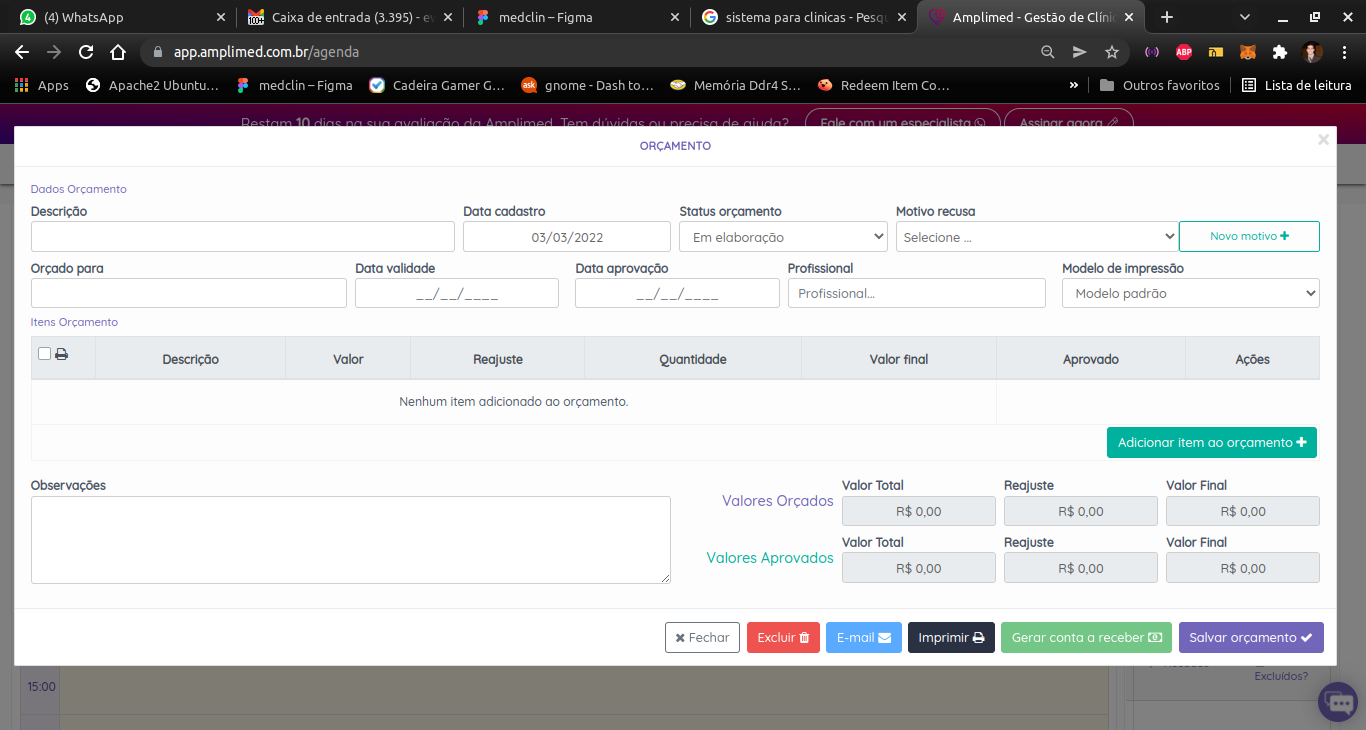 (4) WhatsApp
Caixa de entrada (3.395) - ev
medclin – Figma
sistema para clinicas - Pesqu
Amplimed - Gestão de Clínic
app.amplimed.com.br/agenda
ABP
Apps
Apache2 Ubuntu...
medclin – Figma
Cadeira Gamer G...
ask
gnome - Dash to...
Memória Ddr4 S...
Redeem Item Co...
»
Outros favoritos
Lista de leitura
Restam 10 dias na sua avaliação da Amplimed. Tem dúvidas ou precisa de ajuda?
Fale com um especialista
Assinar agora
ORÇAMENTO
Dados Orçamento
Descrição
Data cadastro
Status orçamento
Motivo recusa
03/03/2022
Em elaboração
Selecione ...
Novo motivo
Orçado para
Data validade
Data aprovação
Profissional
Modelo de impressão
__/__/____
__/__/____
Profissional...
Modelo padrão
Itens Orçamento
Descrição
Valor
Reajuste
Quantidade
Valor final
Aprovado
Ações
Nenhum item adicionado ao orçamento.
Adicionar item ao orçamento
Observações
Valores Orçados
Valor Total
Reajuste
Valor Final
R$ 0,00
R$ 0,00
R$ 0,00
Valores Aprovados
Valor Total
Reajuste
Valor Final
R$ 0,00
R$ 0,00
R$ 0,00
Fechar
Excluir
E-mail
Imprimir
Gerar conta a receber
Salvar orçamento
15:00
Excluídos?